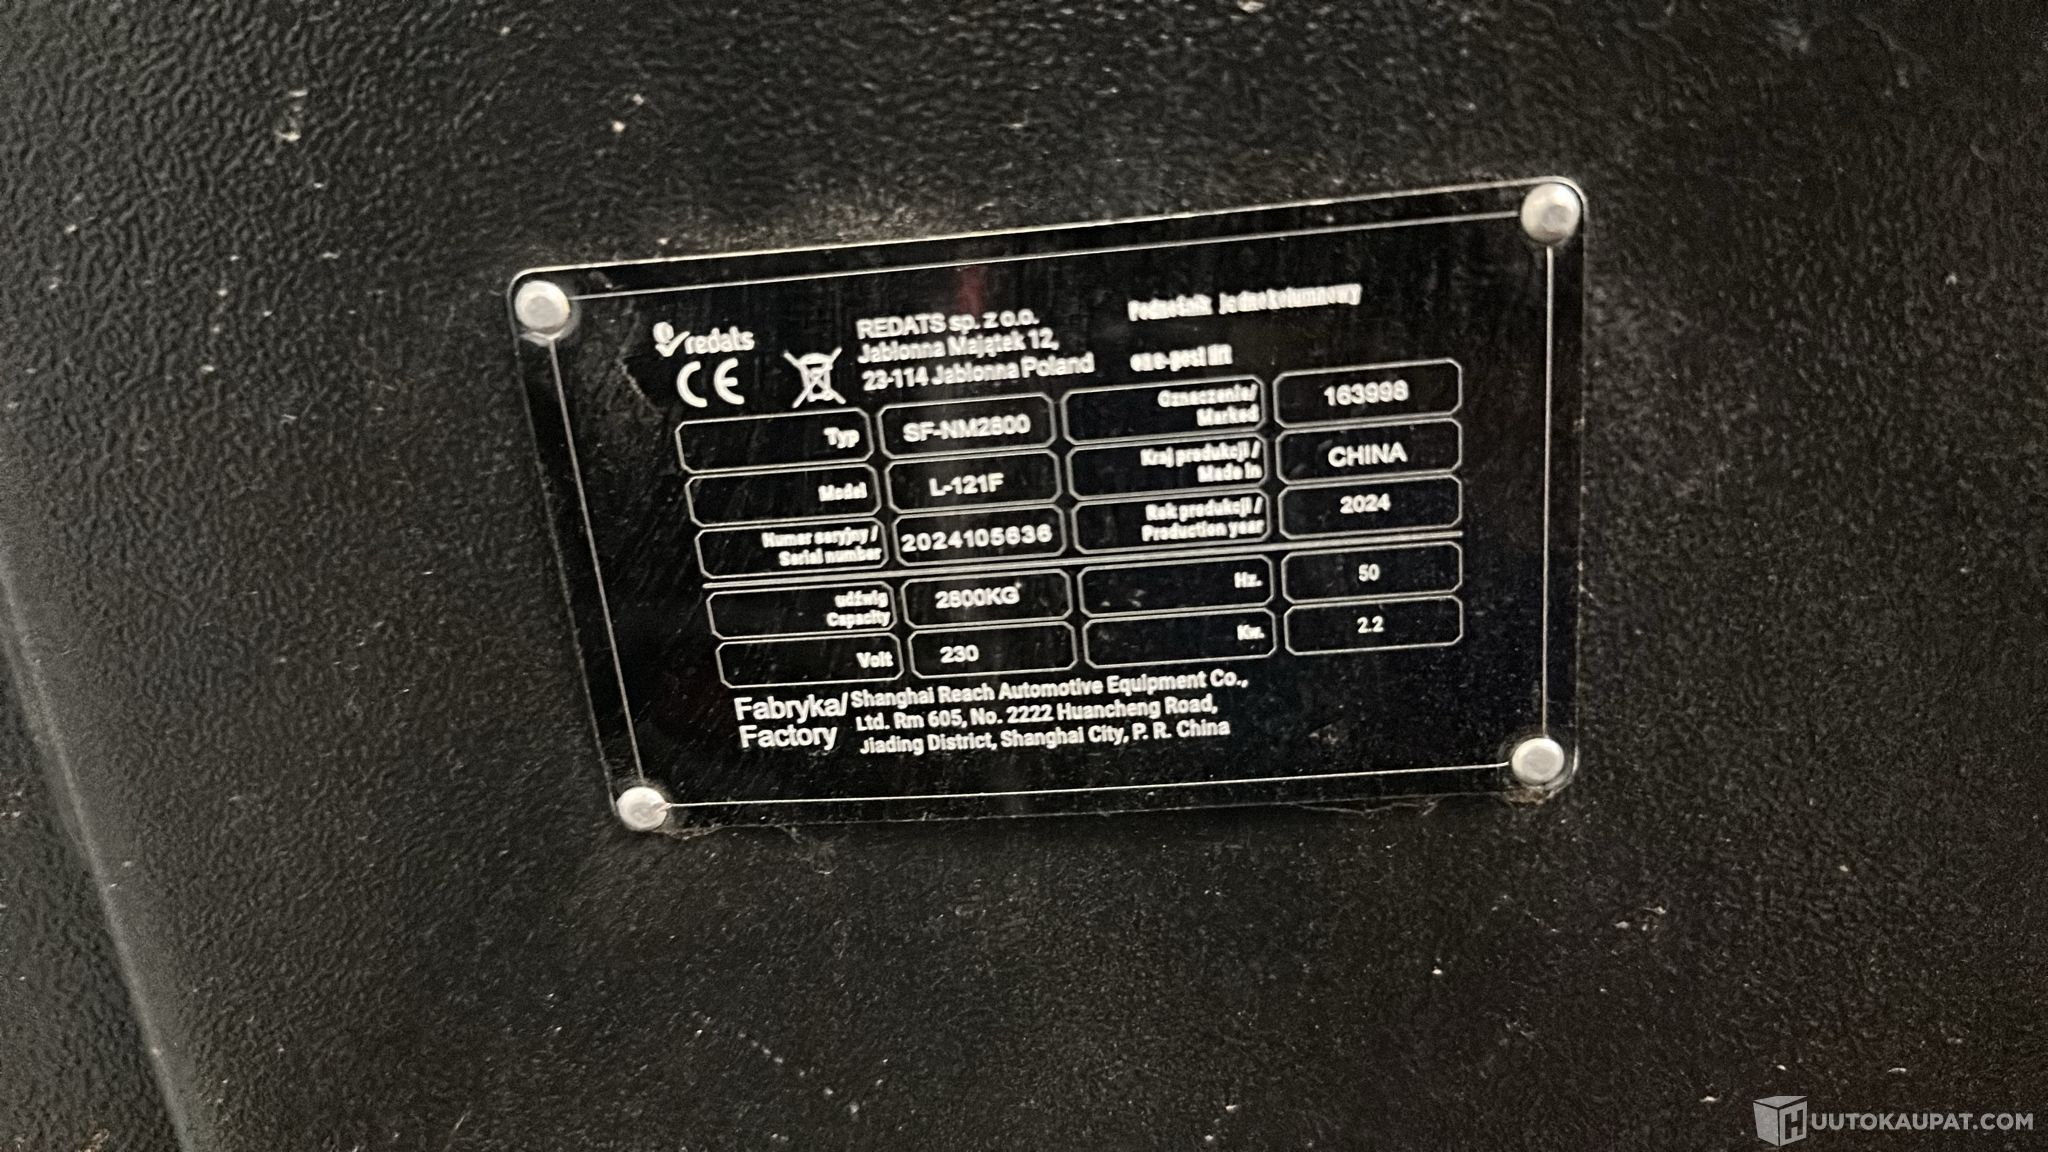 redats
CE
REDATS sp. z o.o.
Jabłonna Majątek 12,
23-114 Jabłonna Poland
Podnośnik jednokolumnowy
one-post lift
Typ
SF-NM2800
Oznaczenie/
Marked
163998
Model
L-121F
Kraj produkcji /
Made in
CHINA
Numer seryjny /
Serial number
2024105636
Rok produkcji /
Production year
2024
udźwig
Capacity
2800KG*
Hz.
50
Volt
230
Kw.
2.2
Fabryka/
Factory
Shanghai Reach Automotive Equipment Co.,
Ltd. Rm 605, No. 2222 Huancheng Road,
Jiading District, Shanghai City, P. R. China
HUUTOKAUPAT.COM